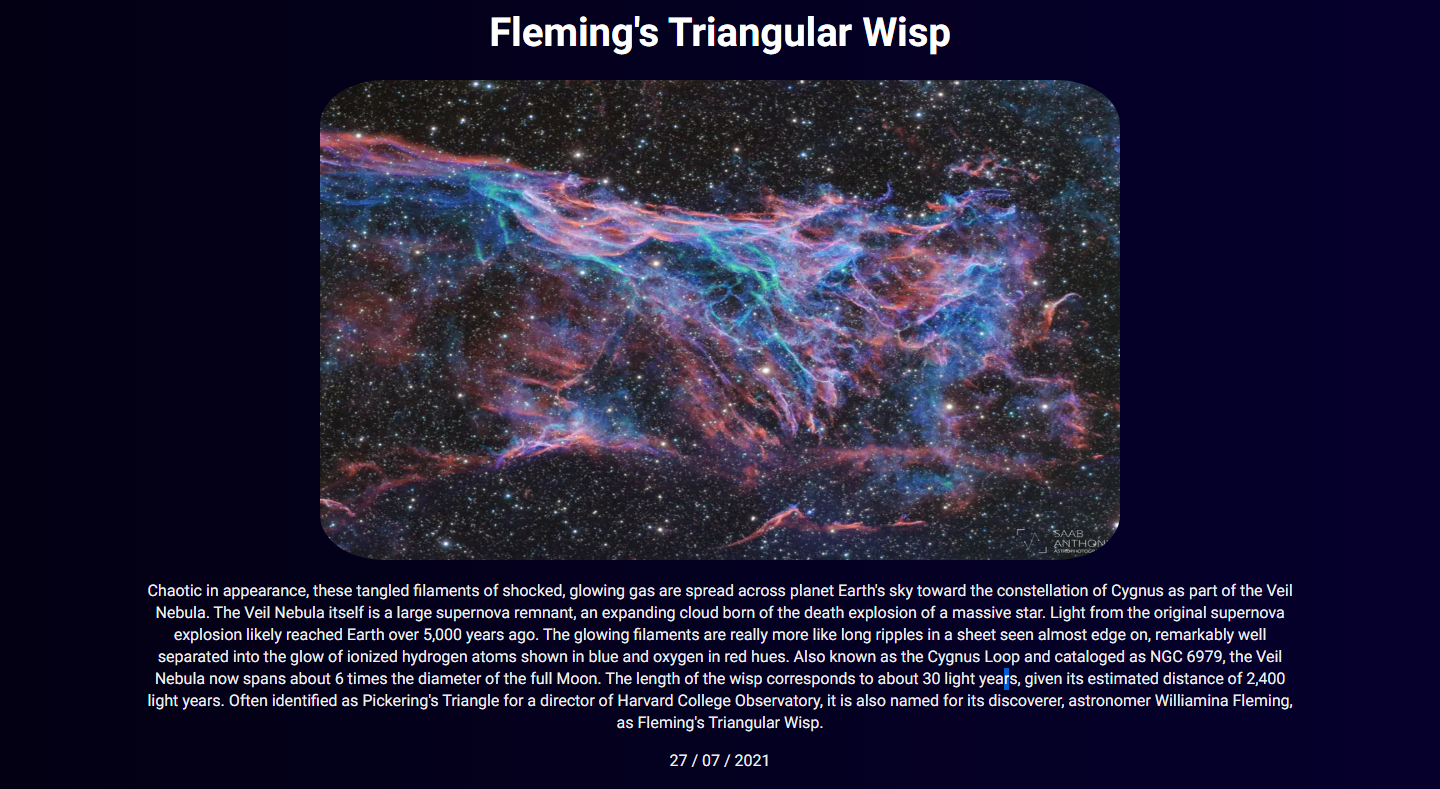 Fleming's Triangular Wisp
SAAB
ANTHON
Chaotic in appearance, these tangled filaments of shocked, glowing gas are spread across planet Earth's sky toward the constellation of Cygnus as part of the Veil
Nebula. The Veil Nebula itself is a large supernova remnant, an expanding cloud born of the death explosion of a massive star. Light from the original supernova
explosion likely reached Earth over 5,000 years ago. The glowing filaments are really more like long ripples in a sheet seen almost edge on, remarkably well
separated into the glow of ionized hydrogen atoms shown in blue and oxygen in red hues. Also known as the Cygnus Loop and cataloged as NGC 6979, the Veil
Nebula now spans about 6 times the diameter of the full Moon. The length of the wisp corresponds to about 30 light years, given its estimated distance of 2,400
light years. Often identified as Pickering's Triangle for a director of Harvard College Observatory, it is also named for its discoverer, astronomer Williamina Fleming,
as Fleming's Triangular Wisp.
27 / 07 / 2021